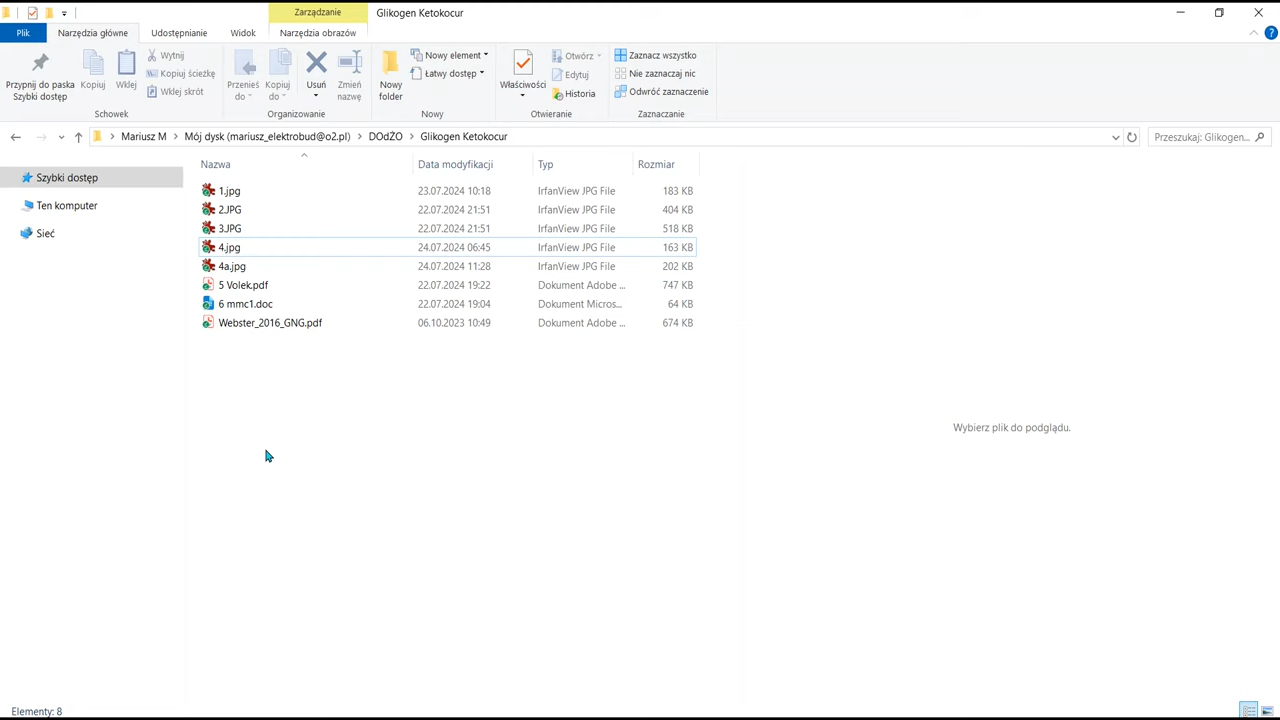 Zarządzanie
Glikogen Ketokocur
Plik
Narzędzia główne
Udostępnianie
Widok
Narzędzia obrazów
Przypnij do paska Szybki dostęp
Kopiuj
Wklej
Wytnij
Kopiuj ścieżkę
Wklej skrót
Schowek
Przenieś do
Kopiuj do
Usuń
Zmień nazwę
Organizowanie
Nowy folder
Nowy element
Łatwy dostęp
Nowy
Właściwości
Otwórz
Edytuj
Historia
Otwieranie
Zaznacz wszystko
Nie zaznaczaj nic
Odwróć zaznaczenie
Zaznaczanie
Mariusz M > Mój dysk (mariusz_elektrobud@o2.pl) > DOdŻO > Glikogen Ketokocur
Przeszukaj: Glikogen...
Szybki dostęp
Ten komputer
Sieć
Nazwa Data modyfikacji Typ Rozmiar
1.jpg 23.07.2024 10:18 IrfanView JPG File 183 KB
2.JPG 22.07.2024 21:51 IrfanView JPG File 404 KB
3.JPG 22.07.2024 21:51 IrfanView JPG File 518 KB
4.jpg 24.07.2024 06:45 IrfanView JPG File 163 KB
4a.jpg 24.07.2024 11:28 IrfanView JPG File 202 KB
5 Volek.pdf 22.07.2024 19:22 Dokument Adobe ... 747 KB
6 mmc1.doc 22.07.2024 19:04 Dokument Micros... 64 KB
Webster_2016_GNG.pdf 06.10.2023 10:49 Dokument Adobe ... 674 KB
Wybierz plik do podglądu.
Elementy: 8